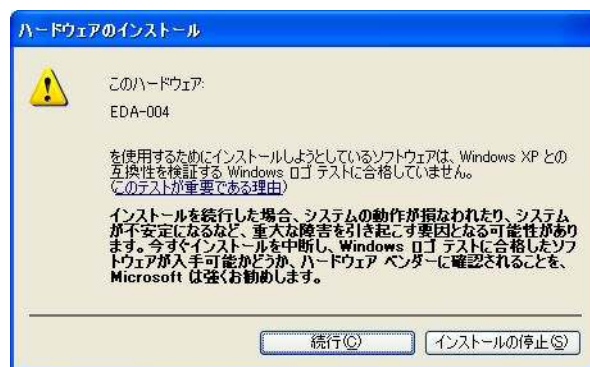 ハードウェアのインストール
このハードウェア:
EDA-004
を使用するためにインストールしようとしているソフトウェアは、Windows XP との
互換性を検証する Windows ロゴ テストに合格していません。
(このテストが重要である理由)
インストールを続行した場合、システムの動作が損なわれたり、システム
が不安定になるなど、重大な障害を引き起こす要因となる可能性があり
ます。今すぐインストールを中断し、Windows ロゴ テストに合格したソフ
トウェアが入手可能かどうか、ハードウェア ベンダーに確認されることを、
Microsoft は強くお勧めします。
続行(C)
インストールの停止(S)